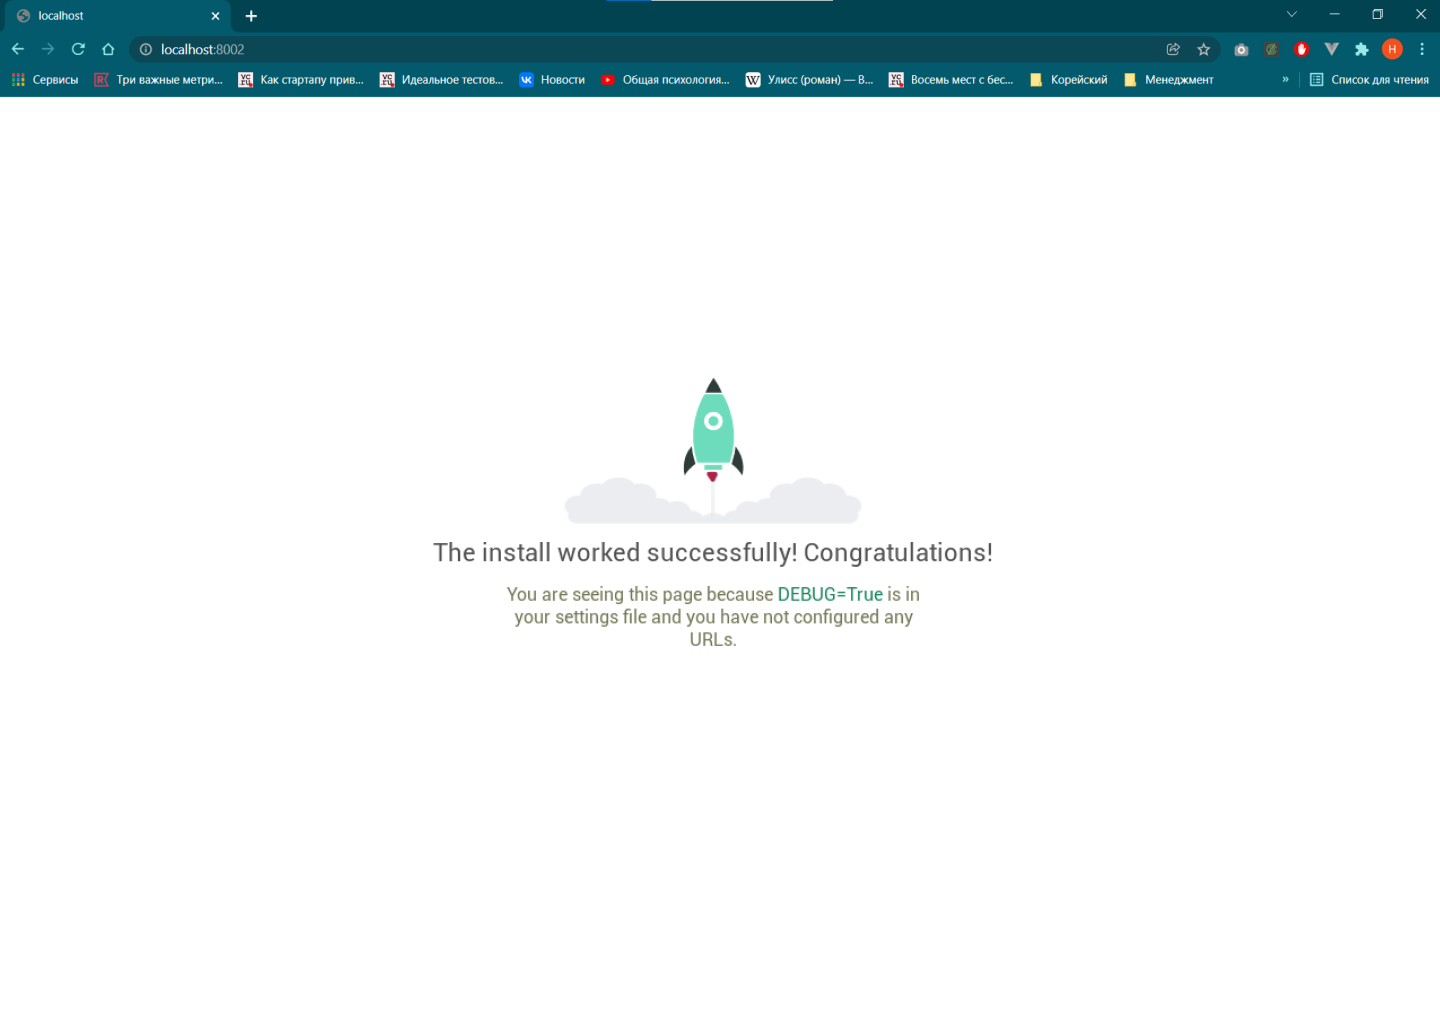 localhost
localhost:8002
Сервисы
Три важные метри...
Как стартапу прив...
Идеальное тестов...
Новости
Общая психология...
Улисс (роман) — В...
Восемь мест с бес...
Корейский
Менеджмент
»
Список для чтения
The install worked successfully! Congratulations!
You are seeing this page because DEBUG=True is in
your settings file and you have not configured any
URLs.